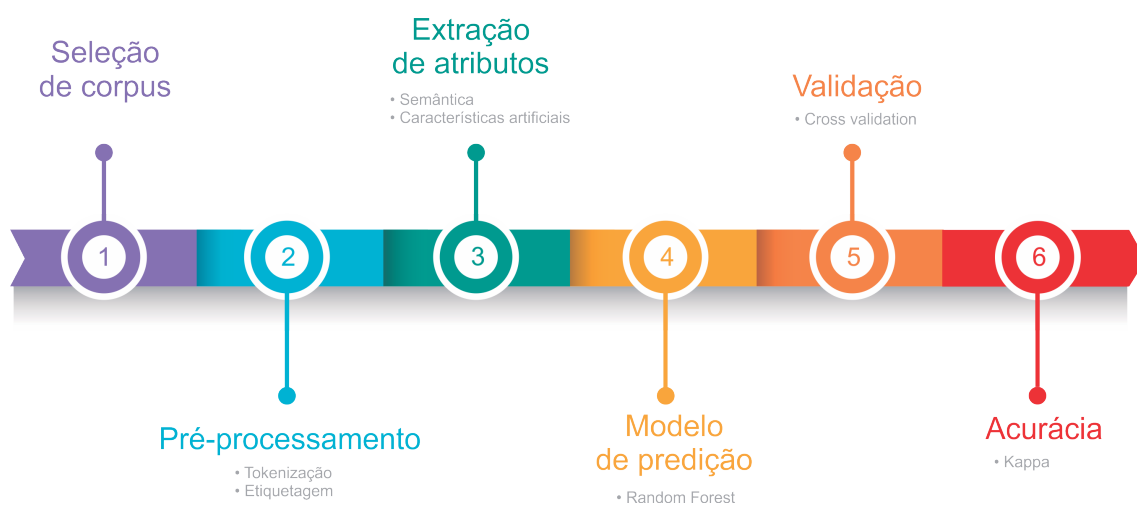 Seleção
de corpus
1
Pré-processamento
• Tokenização
• Etiquetagem
2
Extração
de atributos
• Semântica
• Características artificiais
3
Modelo
de predição
• Random Forest
4
Validação
• Cross validation
5
Acurácia
• Kappa
6